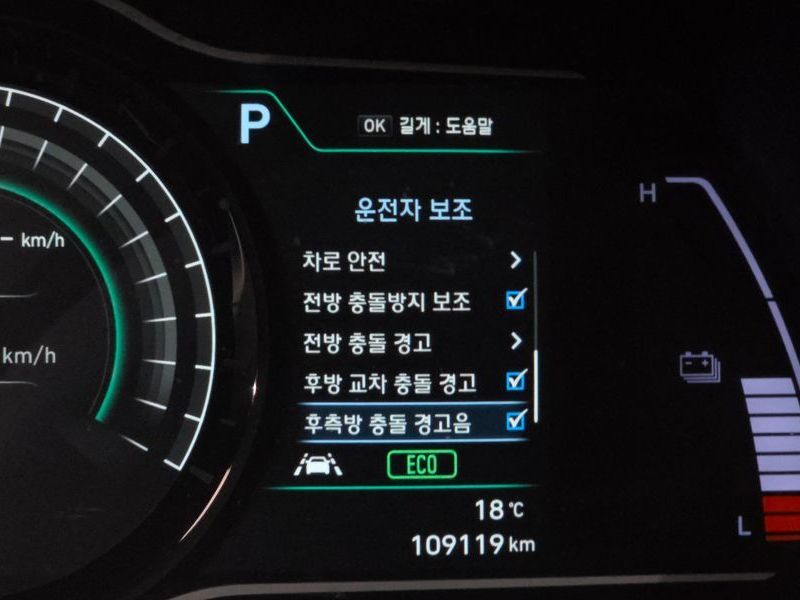 P
OK 길게 : 도움말
운전자 보조
H
-- km/h
차로 안전
전방 충돌방지 보조
전방 충돌 경고
km/h
후방 교차 충돌 경고
후측방 충돌 경고음
ECO
18℃
L
109119 km